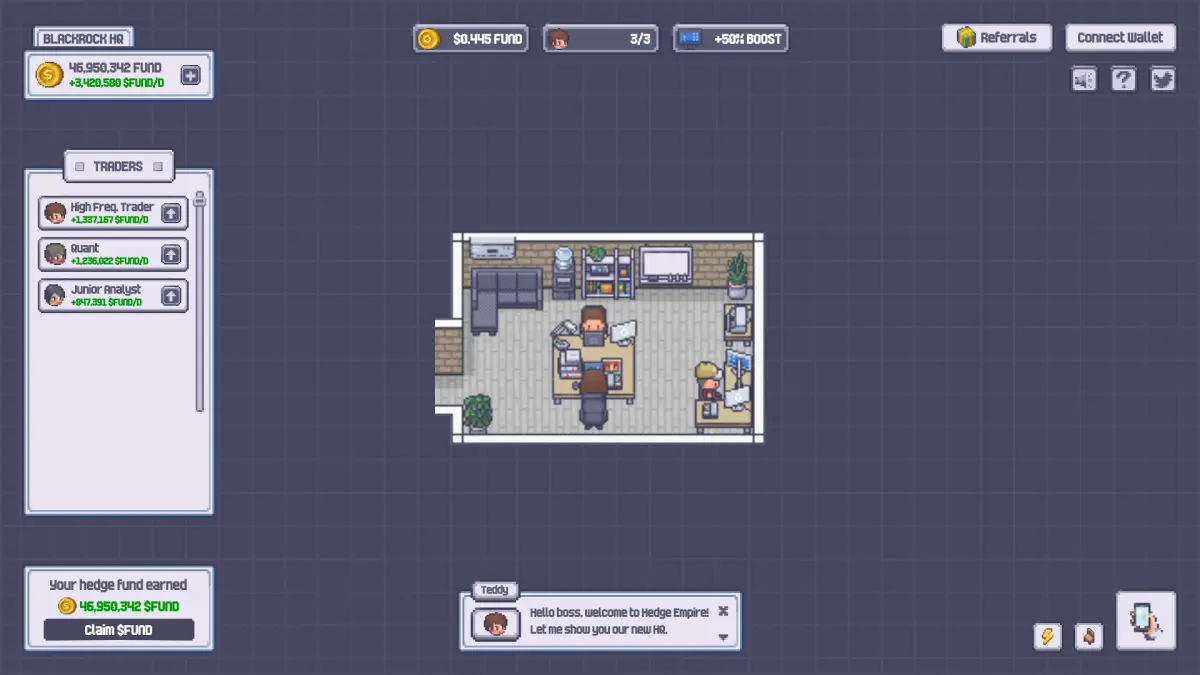 BLACKROCK HQ
46,950,342 FUND
+3,420,580 $FUND/D
$0.445 FUND
3/3
+50% BOOST
Referrals
Connect Wallet
TRADERS
High Freq. Trader
+1,337,167 $FUND/D
Quant
+1,236,022 $FUND/D
Junior Analyst
+847,391 $FUND/D
Your hedge fund earned
46,950,342 $FUND
Claim $FUND
Teddy
Hello boss, welcome to Hedge Empire!
Let me show you our new HQ.